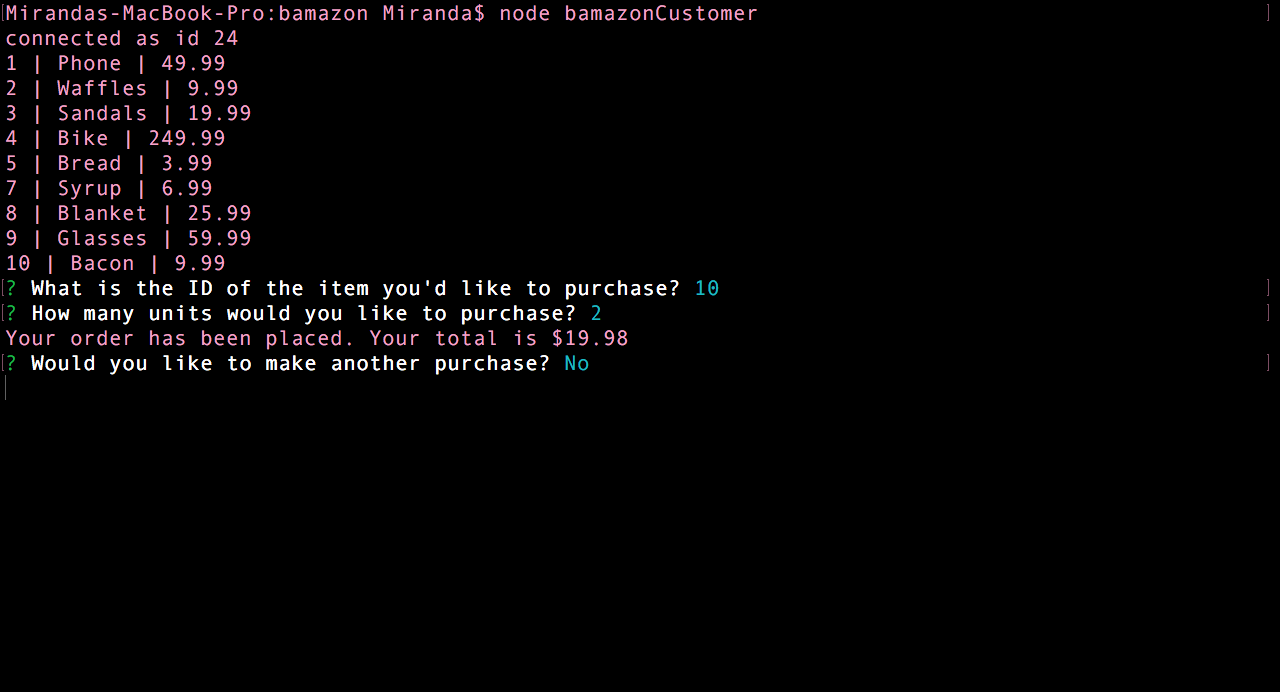 Mirandas-MacBook-Pro:bamazon Miranda$ node bamazonCustomer
connected as id 24
1 | Phone | 49.99
2 | Waffles | 9.99
3 | Sandals | 19.99
4 | Bike | 249.99
5 | Bread | 3.99
7 | Syrup | 6.99
8 | Blanket | 25.99
9 | Glasses | 59.99
10 | Bacon | 9.99
? What is the ID of the item you'd like to purchase? 10
? How many units would you like to purchase? 2
Your order has been placed. Your total is $19.98
? Would you like to make another purchase? No